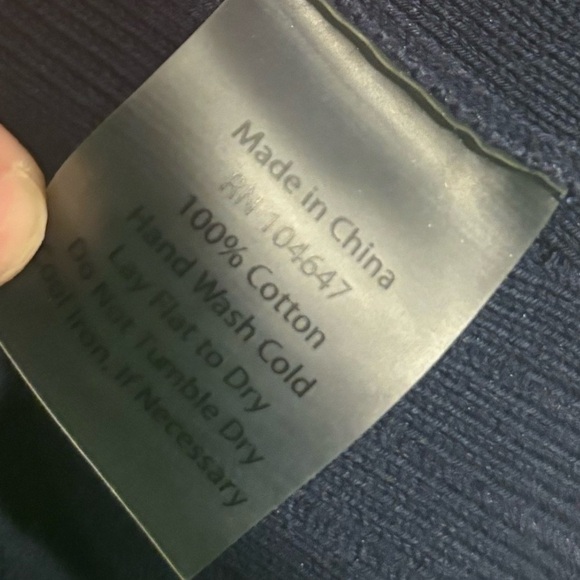 Made in China
RN 104647
100% Cotton
Hand Wash Cold
Lay Flat to Dry
Do Not Tumble Dry
Cool Iron, If Necessary